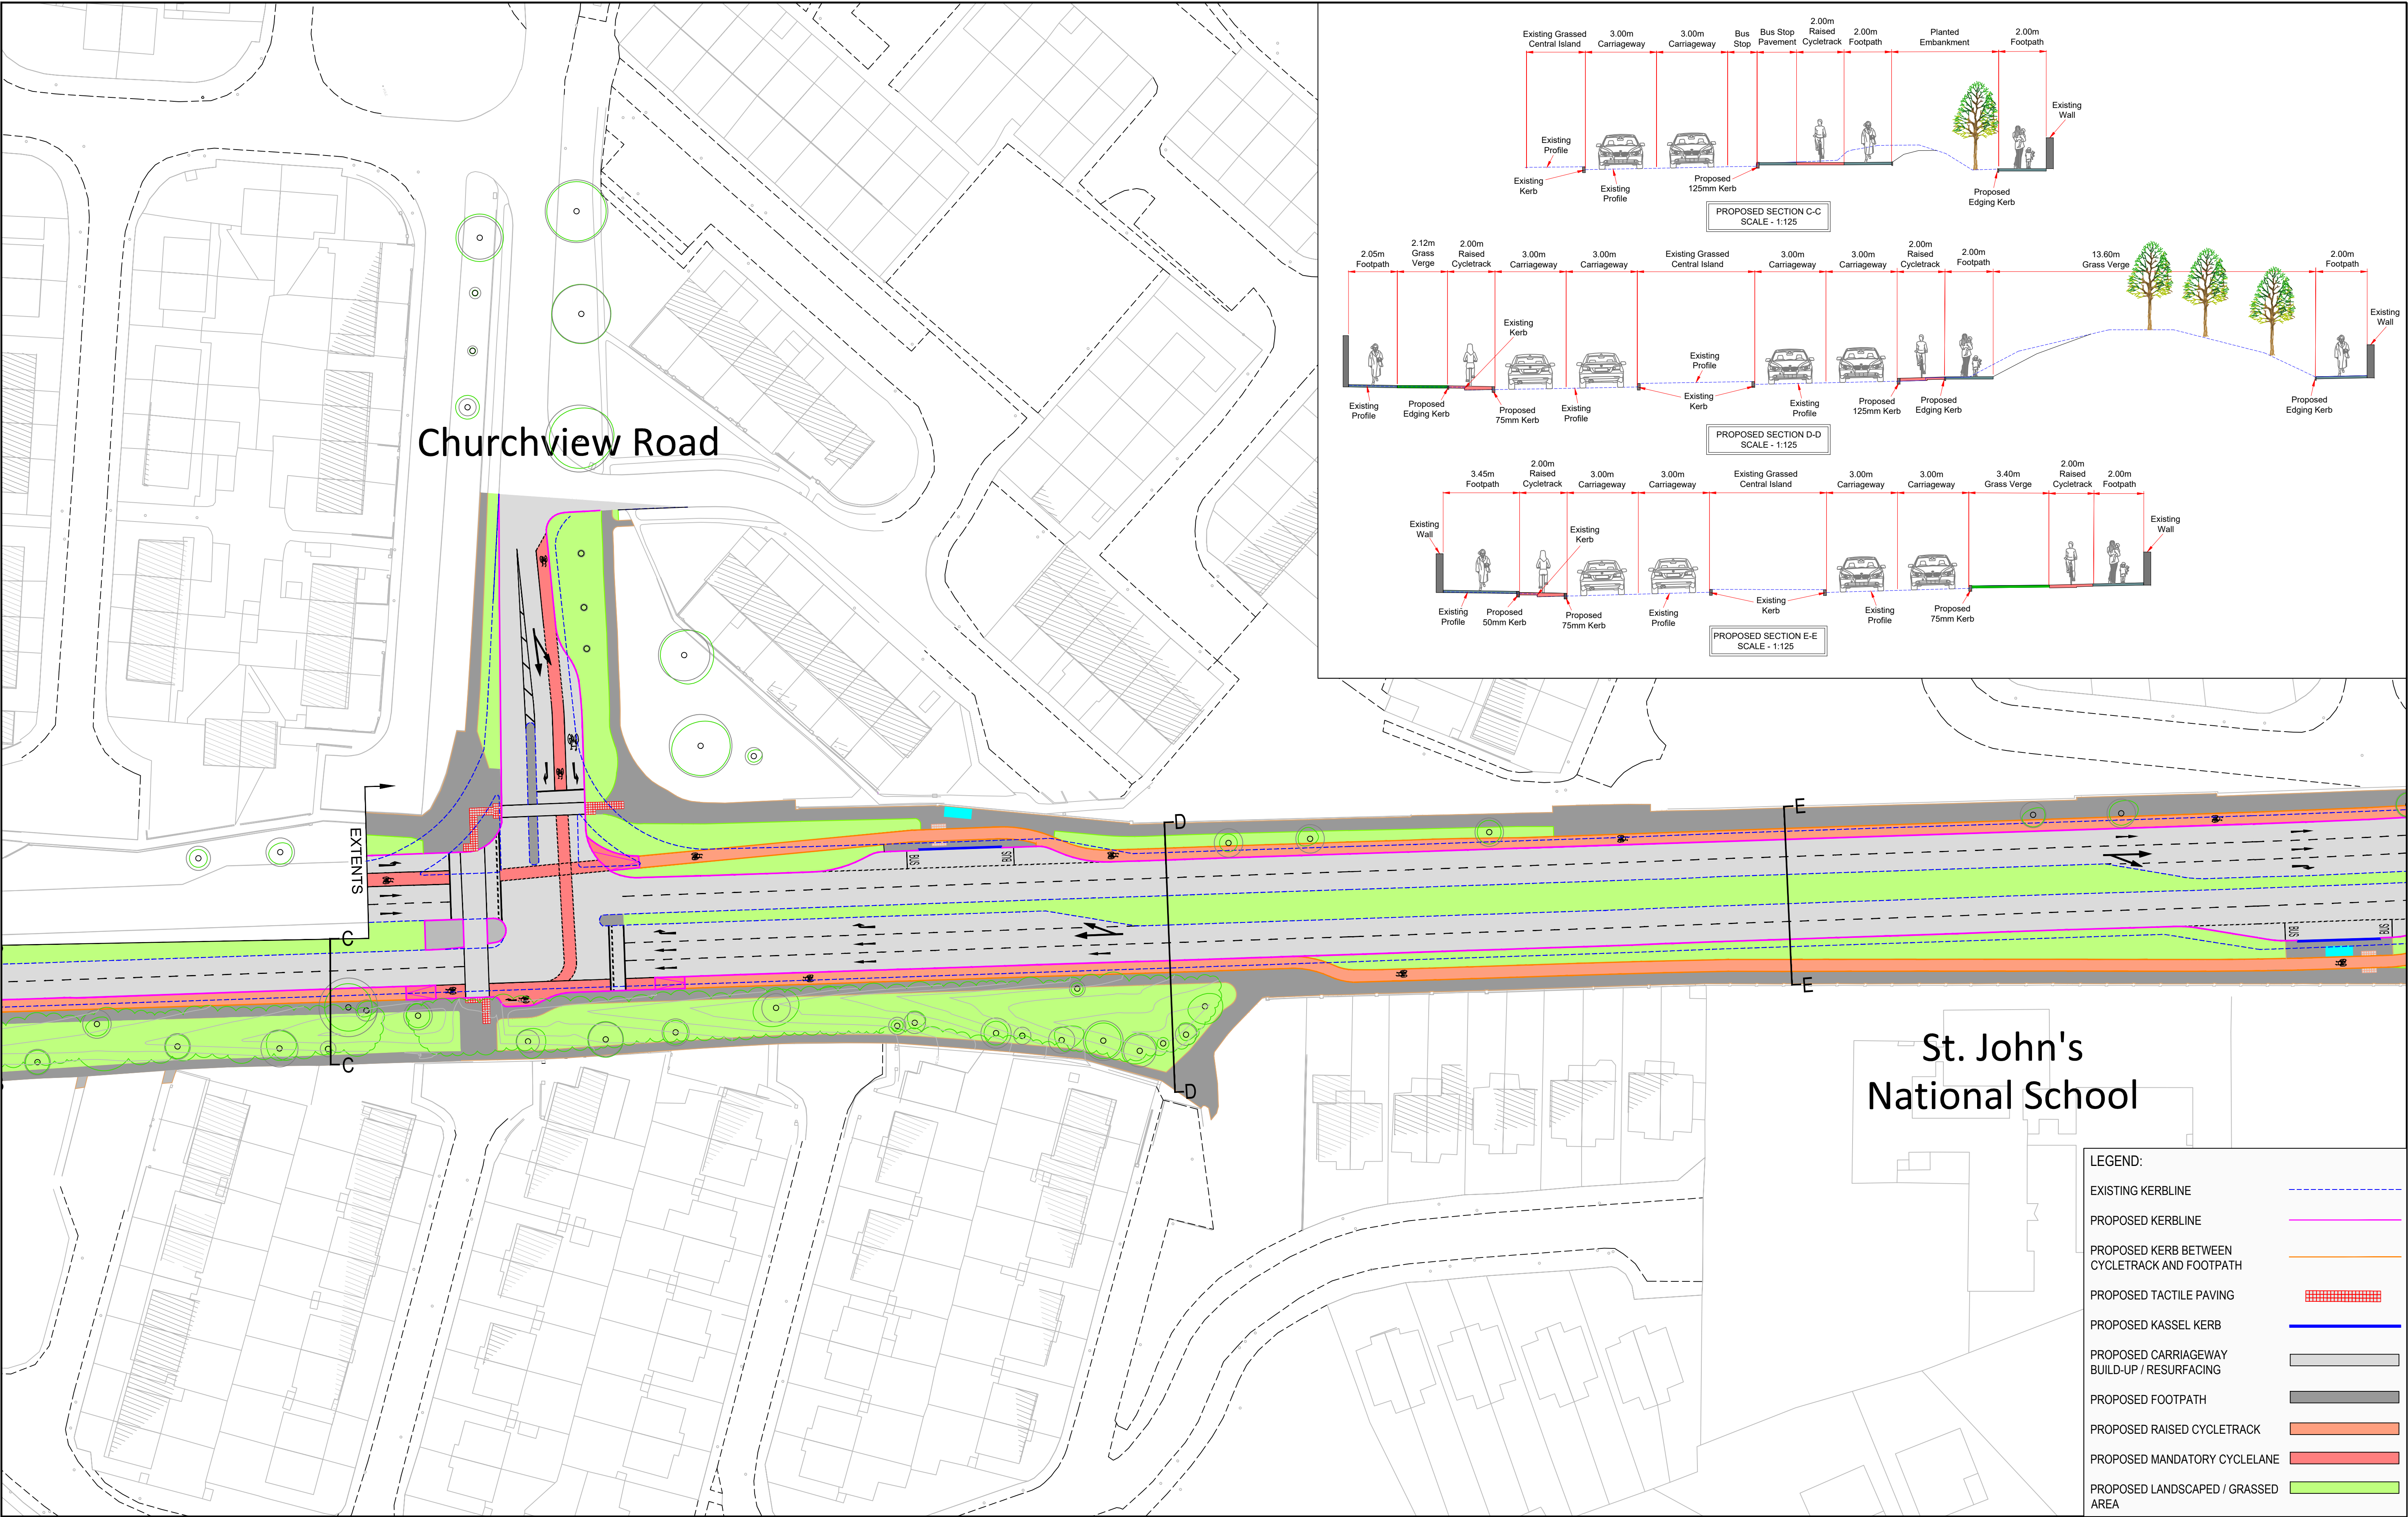 Existing Grassed
Central Island
3.00m
Carriageway
3.00m
Carriageway
Bus
Stop
Bus Stop
Pavement
2.00m
Raised
Cycletrack
2.00m
Footpath
Planted
Embankment
2.00m
Footpath
Existing
Wall
Existing
Profile
Existing
Kerb
Existing
Profile
Proposed
125mm Kerb
Proposed
Edging Kerb
PROPOSED SECTION C-C
SCALE - 1:125
2.05m
Footpath
2.12m
Grass
Verge
2.00m
Raised
Cycletrack
3.00m
Carriageway
3.00m
Carriageway
Existing Grassed
Central Island
3.00m
Carriageway
3.00m
Carriageway
2.00m
Raised
Cycletrack
2.00m
Footpath
13.60m
Grass Verge
2.00m
Footpath
Existing
Wall
Existing
Kerb
Existing
Profile
Existing
Profile
Proposed
Edging Kerb
Proposed
75mm Kerb
Existing
Profile
Existing
Kerb
Existing
Profile
Proposed
125mm Kerb
Proposed
Edging Kerb
Proposed
Edging Kerb
PROPOSED SECTION D-D
SCALE - 1:125
3.45m
Footpath
2.00m
Raised
Cycletrack
3.00m
Carriageway
3.00m
Carriageway
Existing Grassed
Central Island
3.00m
Carriageway
3.00m
Carriageway
3.40m
Grass Verge
2.00m
Raised
Cycletrack
2.00m
Footpath
Existing
Wall
Existing
Kerb
Existing
Wall
Existing
Profile
Proposed
50mm Kerb
Proposed
75mm Kerb
Existing
Profile
Existing
Kerb
Existing
Profile
Proposed
75mm Kerb
PROPOSED SECTION E-E
SCALE - 1:125
Churchview Road
EXTENTS
C
C
D
D
E
E
BUS
BUS
BUS
BUS
St. John's
National School
LEGEND:
EXISTING KERBLINE
PROPOSED KERBLINE
PROPOSED KERB BETWEEN
CYCLETRACK AND FOOTPATH
PROPOSED TACTILE PAVING
PROPOSED KASSEL KERB
PROPOSED CARRIAGEWAY
BUILD-UP / RESURFACING
PROPOSED FOOTPATH
PROPOSED RAISED CYCLETRACK
PROPOSED MANDATORY CYCLELANE
PROPOSED LANDSCAPED / GRASSED
AREA